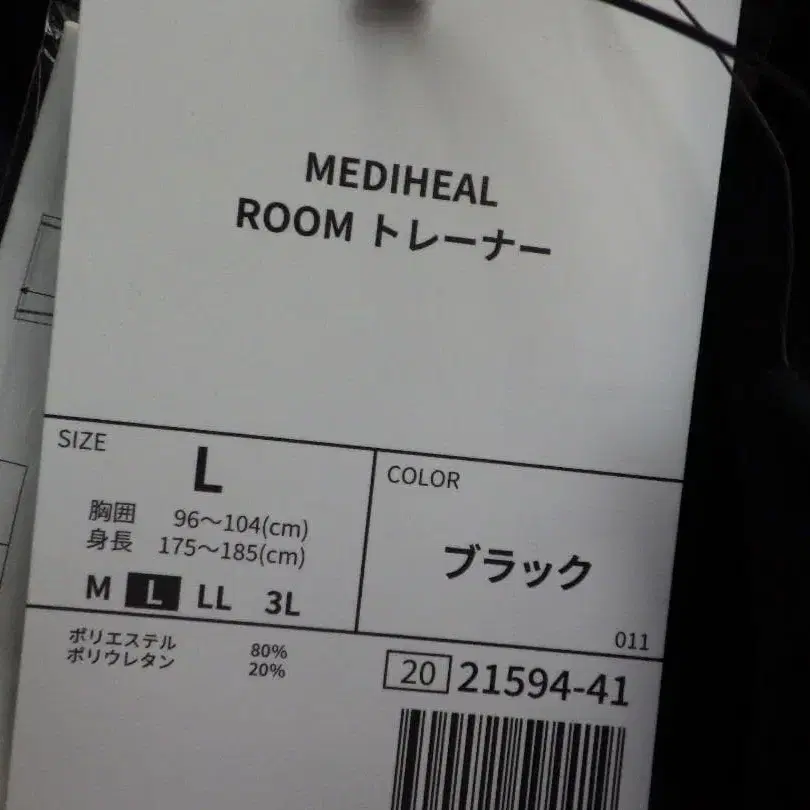 MEDIHEAL
ROOM トレーナー
SIZE
L
胸囲 96〜104(cm)
身長 175〜185(cm)
M L LL 3L
COLOR
ブラック
011
ポリエステル 80%
ポリウレタン 20%
20 21594-41